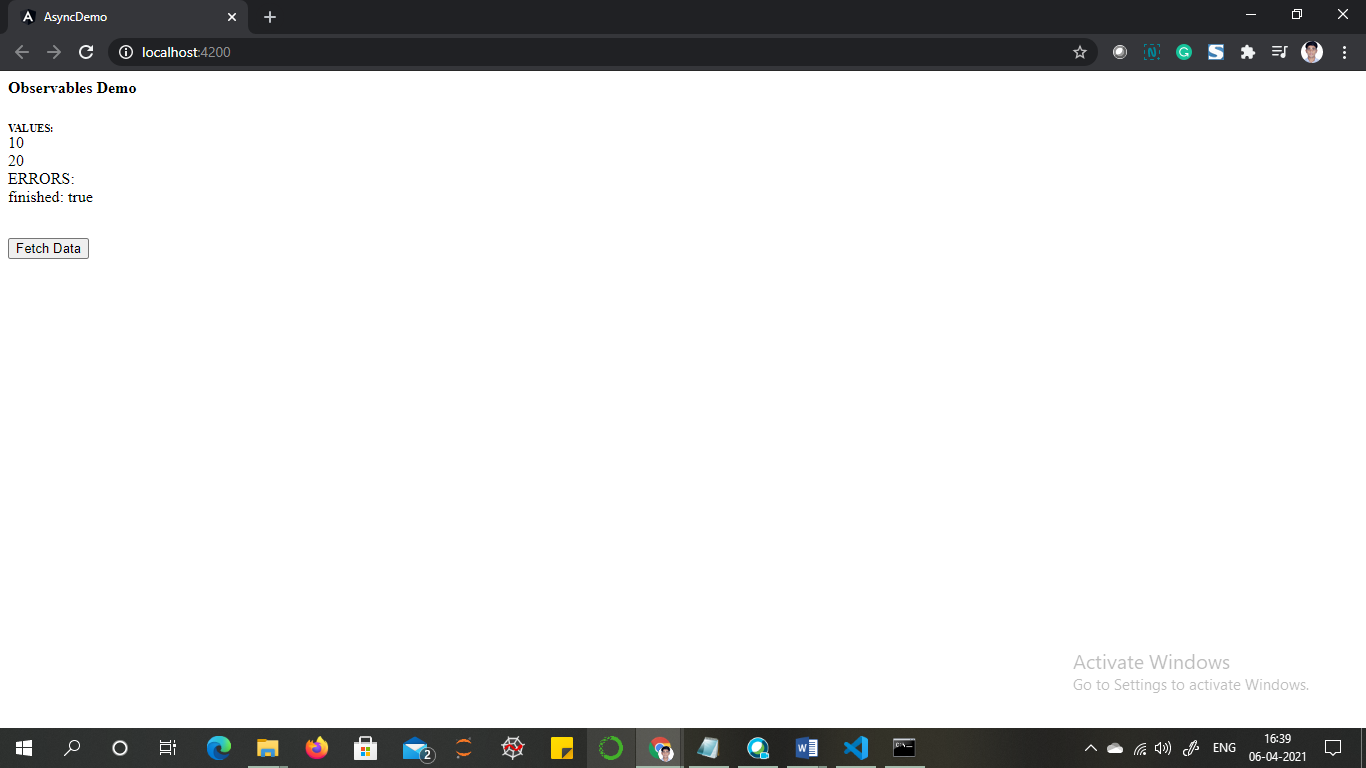 AsyncDemo
localhost:4200
Observables Demo
VALUES:
10
20
ERRORS:
finished: true
Fetch Data
Activate Windows
Go to Settings to activate Windows.
2
ENG
16:39
06-04-2021